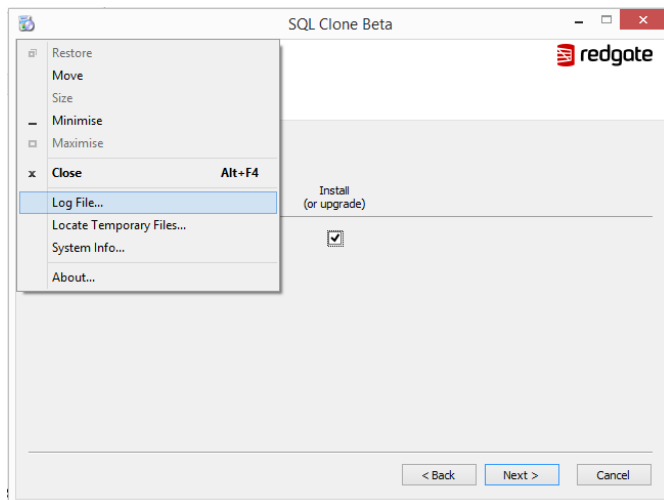 SQL Clone Beta
redgate
Restore
Move
Size
Minimise
Maximise
Close Alt+F4
Log File...
Locate Temporary Files...
System Info...
About...
Install
(or upgrade)
< Back Next > Cancel